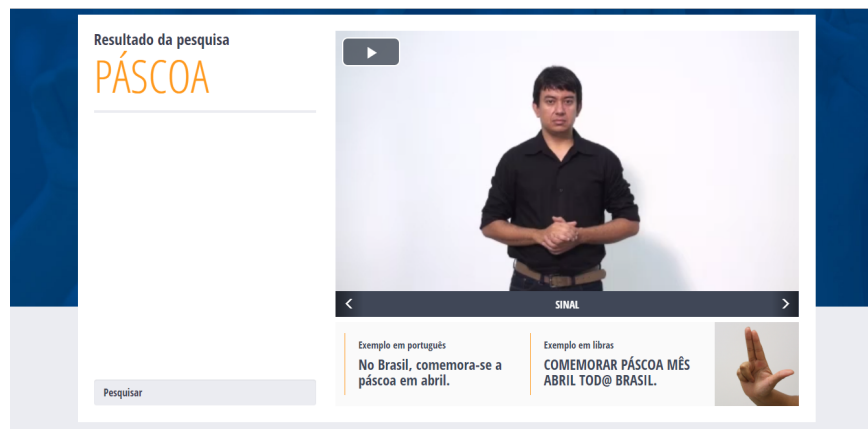 Resultado da pesquisa
PÁSCOA
SINAL
Exemplo em português
No Brasil, comemora-se a
páscoa em abril.
Exemplo em libras
COMEMORAR PÁSCOA MÊS
ABRIL TOD@ BRASIL.
Pesquisar